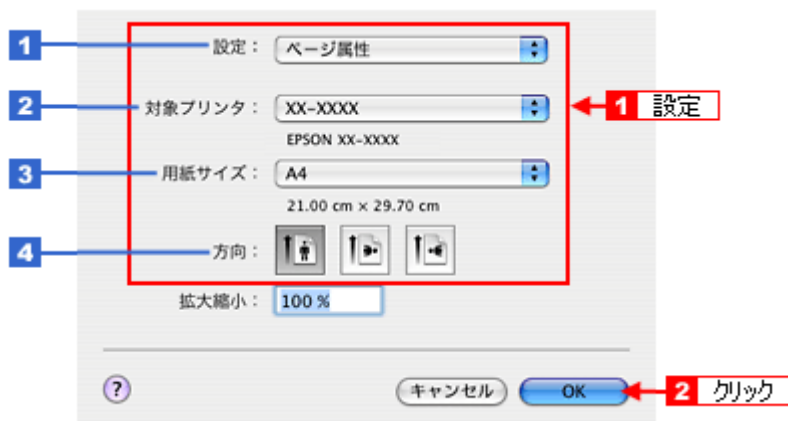 1 設定： ページ属性
2 対象プリンタ： XX-XXXX 1 設定
EPSON XX-XXXX
3 用紙サイズ： A4
21.00 cm × 29.70 cm
4 方向：
拡大縮小： 100 %
? キャンセル OK 2 クリック